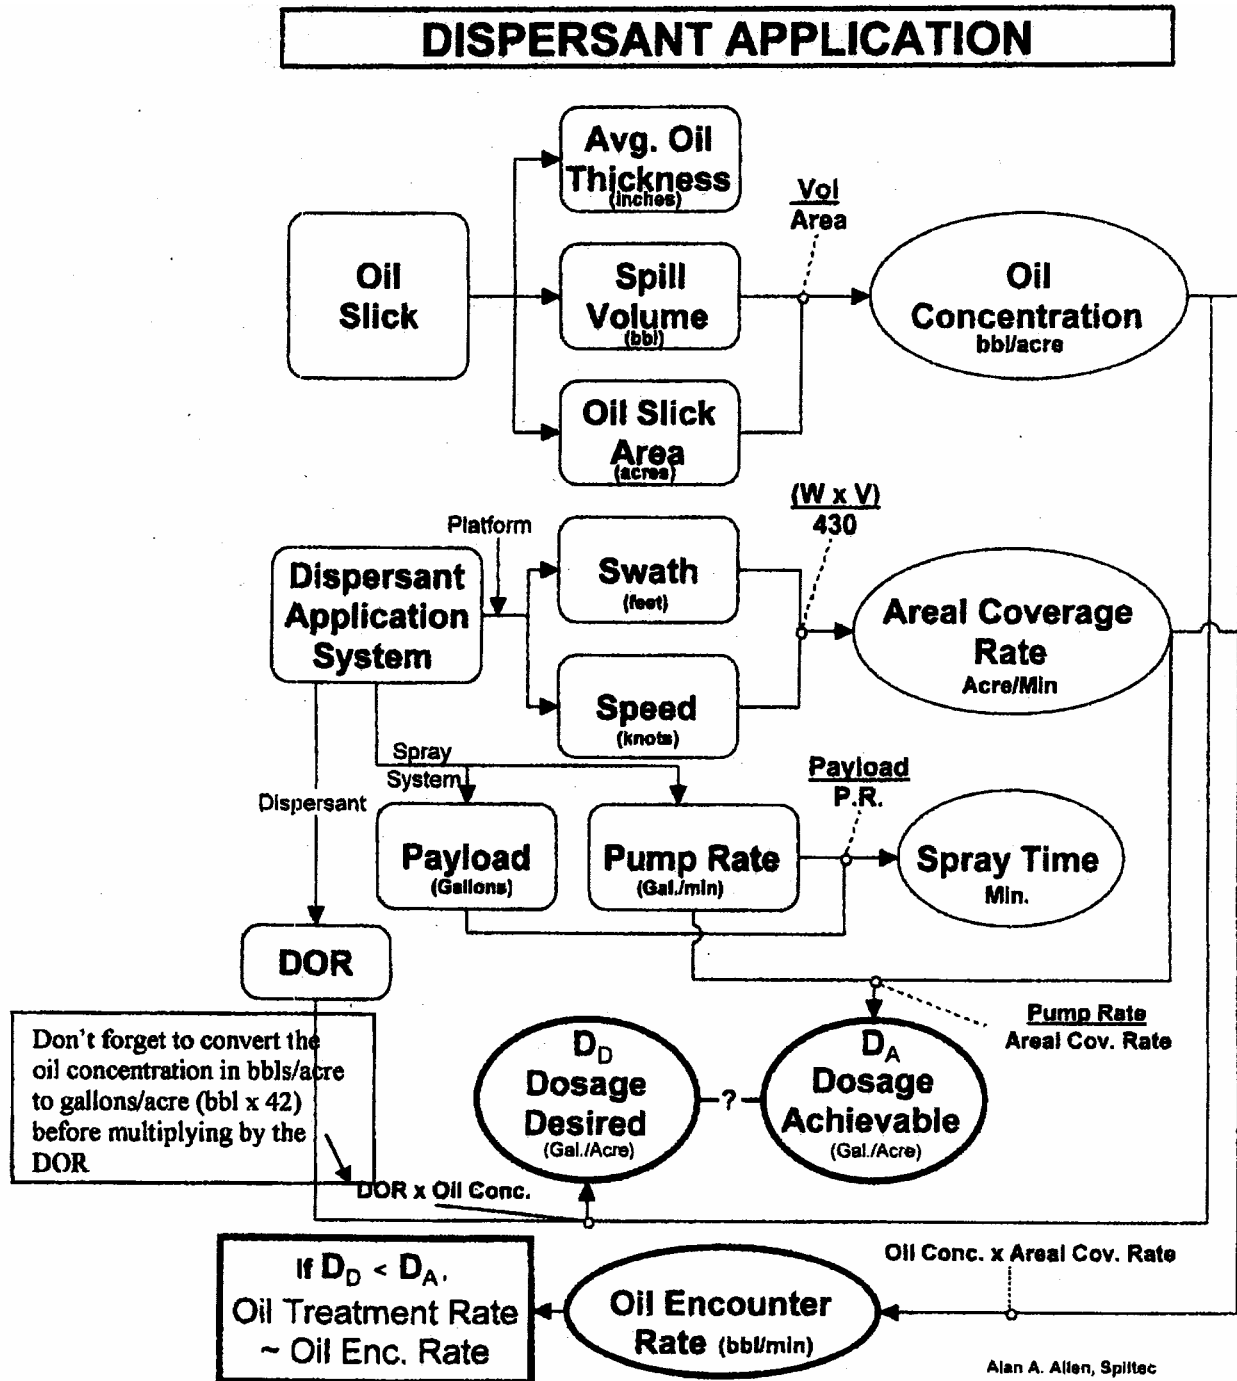 DISPERSANT APPLICATION
Avg. Oil
Thickness
(inches)
Vol
Area
Oil
Slick
Spill
Volume
(bbl)
Oil
Concentration
bbl/acre
Oil Slick
Area
(acres)
(W x V)
430
Platform
Dispersant
Application
System
Swath
(feet)
Areal Coverage
Rate
Acre/Min
Speed
(knots)
Spray
System
Payload
P.R.
Dispersant
Payload
(Gallons)
Pump Rate
(Gal./min)
Spray Time
Min.
DOR
Pump Rate
Areal Cov. Rate
Don't forget to convert the
oil concentration in bbls/acre
to gallons/acre (bbl x 42)
before multiplying by the
DOR
DD
Dosage
Desired
(Gal./Acre)
?
DA
Dosage
Achievable
(Gal./Acre)
DOR x Oil Conc.
Oil Conc. x Areal Cov. Rate
If DD < DA,
Oil Treatment Rate
~ Oil Enc. Rate
Oil Encounter
Rate (bbl/min)
Alan A. Allen, Spiltec